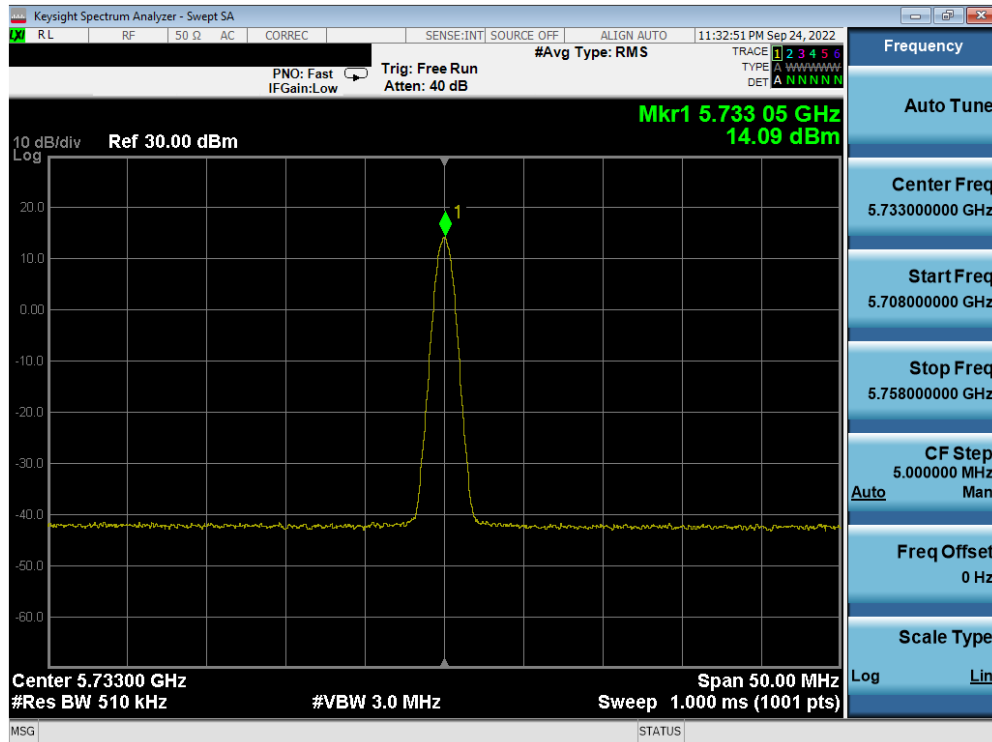 Keysight Spectrum Analyzer - Swept SA
LXI RL RF 50 Ω AC CORREC SENSE:INT SOURCE OFF ALIGN AUTO 11:32:51 PM Sep 24, 2022
#Avg Type: RMS
TRACE 1 2 3 4 5 6
TYPE A WWWWW
DET A N N N N N
PNO: Fast
IFGain:Low
Trig: Free Run
Atten: 40 dB
Mkr1 5.733 05 GHz
14.09 dBm
10 dB/div
Log
Ref 30.00 dBm
1
20.0
10.0
0.00
-10.0
-20.0
-30.0
-40.0
-50.0
-60.0
Center 5.73300 GHz
Span 50.00 MHz
#Res BW 510 kHz
#VBW 3.0 MHz
Sweep 1.000 ms (1001 pts)
MSG
STATUS
Frequency
Auto Tune
Center Freq
5.733000000 GHz
Start Freq
5.708000000 GHz
Stop Freq
5.758000000 GHz
CF Step
5.000000 MHz
Auto Man
Freq Offset
0 Hz
Scale Type
Log Lin